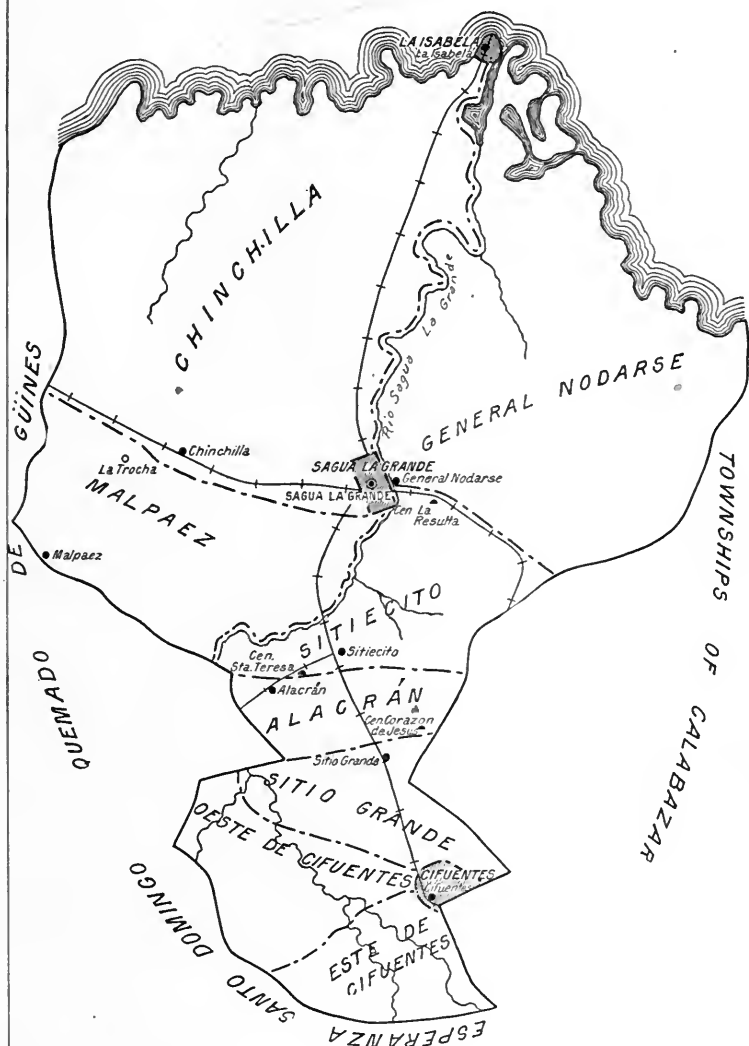 LA ISABELA
La Isabela
CHINCHILLA
Rio Sagua La Grande
GENERAL NODARSE
Chinchilla
La Trocha
SAGUA LA GRANDE
SAGUA LA GRANDE
General Nodarse
Cen La
Resulta
MALPAEZ
Malpaez
SITIECITO
Cen.
Sta. Teresa
Sitiecito
Alacrán
ALACRÁN
Cen. Corazon
de Jesus
Sitio Grande
SITIO GRANDE
OESTE DE CIFUENTES
CIFUENTES
Cifuentes
ESTE DE
CIFUENTES
QUEMADO DE GÜINES
TOWNSHIPS OF CALABAZAR
SANTO DOMINGO
ESPERANZA